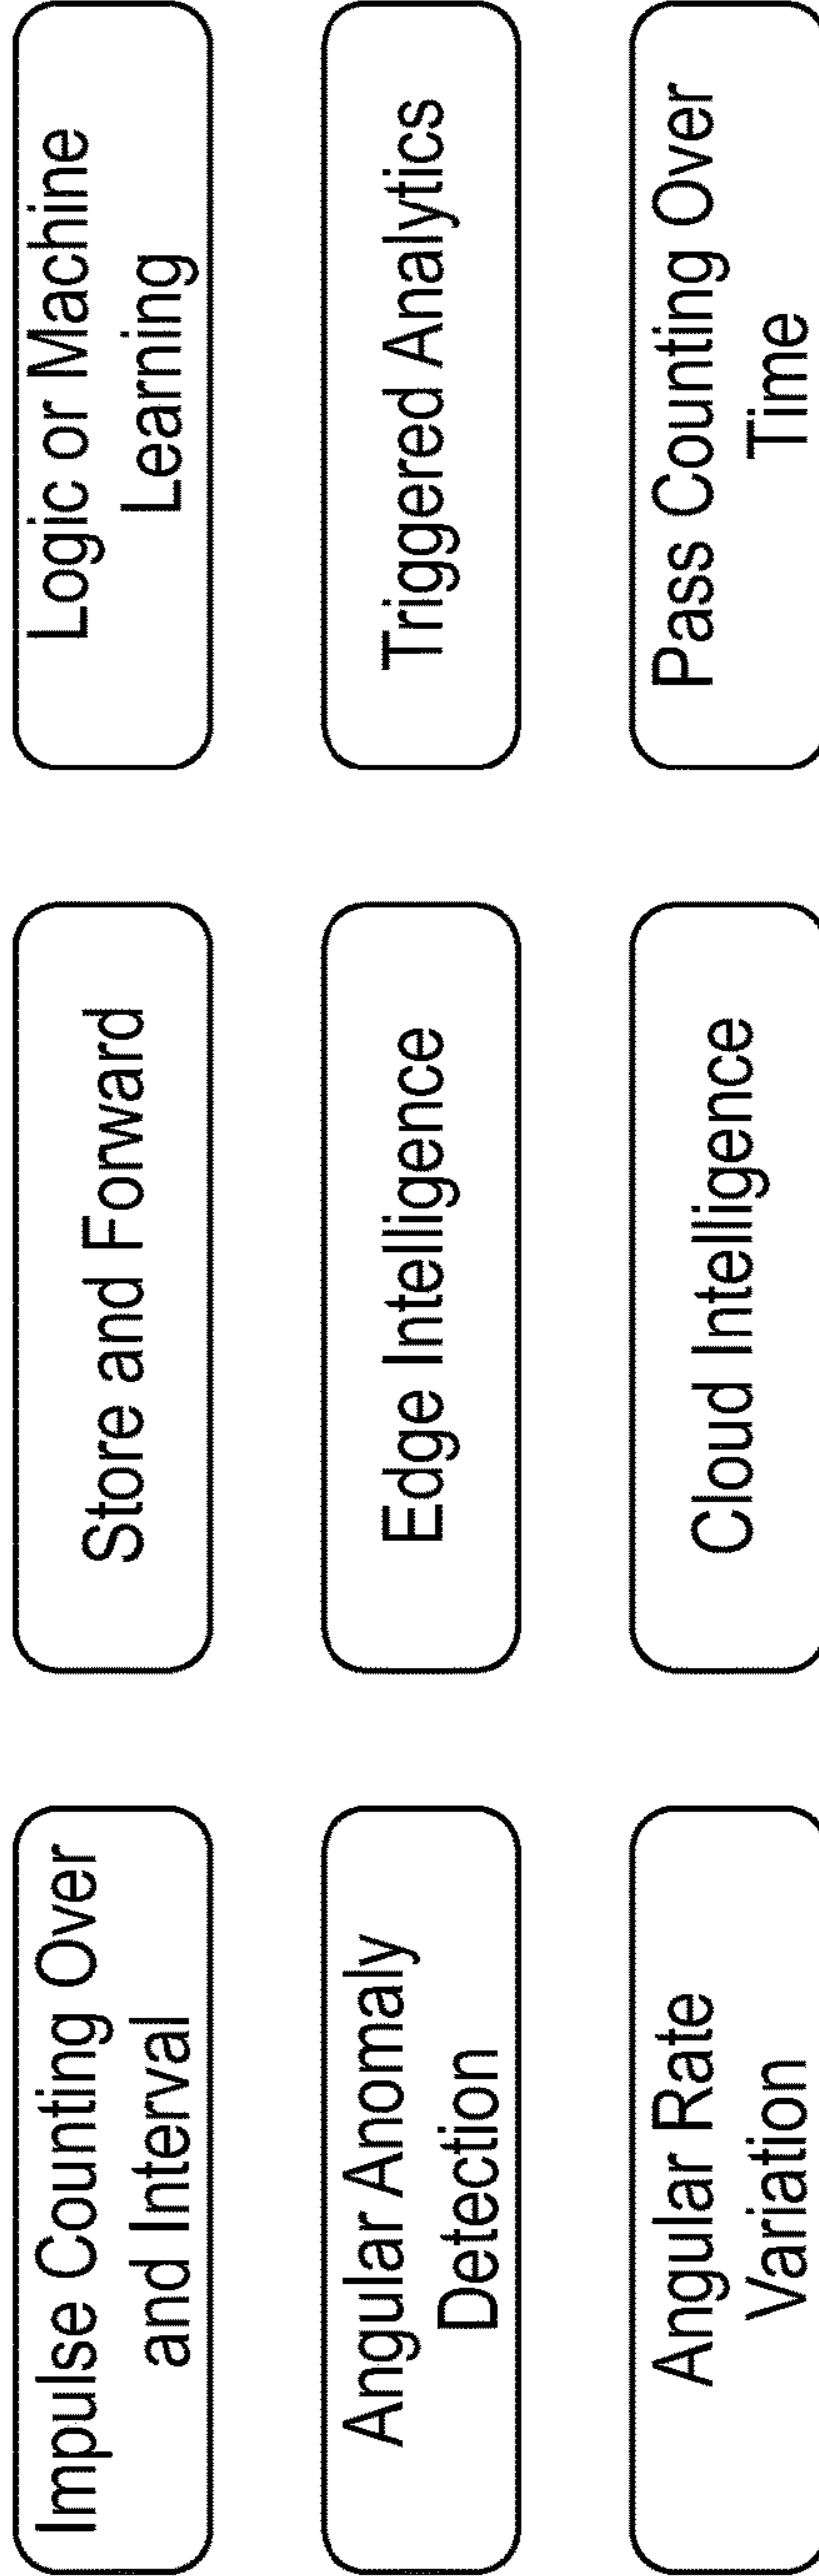 Impulse Counting Over
and Interval
Store and Forward
Logic or Machine
Learning
Angular Anomaly
Detection
Edge Intelligence
Triggered Analytics
Angular Rate
Variation
Cloud Intelligence
Pass Counting Over
Time